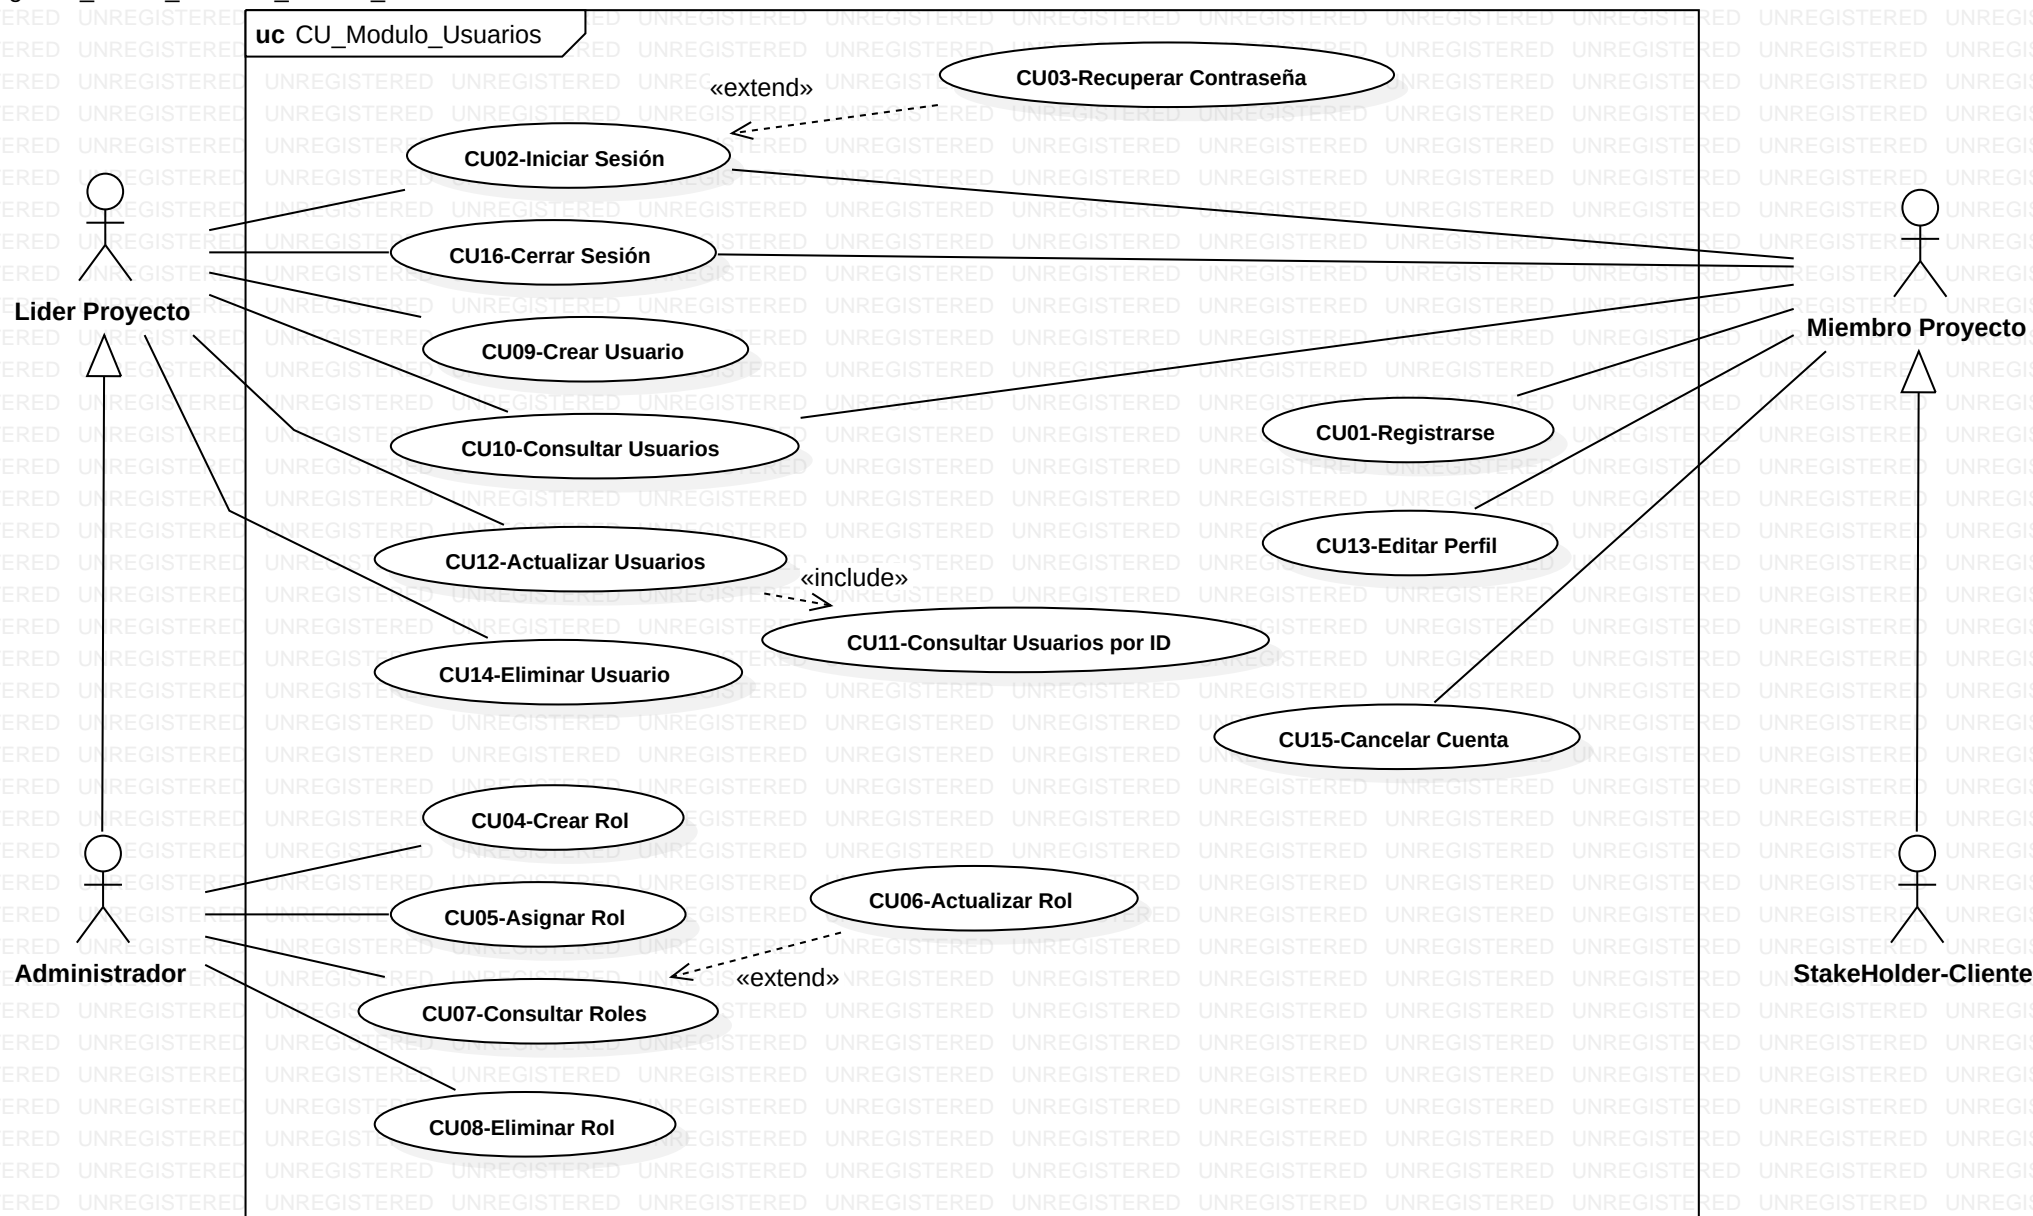 uc CU_Modulo_Usuarios
CU03-Recuperar Contraseña
«extend»
CU02-Iniciar Sesión
CU16-Cerrar Sesión
Lider Proyecto
Miembro Proyecto
CU09-Crear Usuario
CU10-Consultar Usuarios
CU01-Registrarse
CU13-Editar Perfil
CU12-Actualizar Usuarios
«include»
CU11-Consultar Usuarios por ID
CU14-Eliminar Usuario
CU15-Cancelar Cuenta
CU04-Crear Rol
CU06-Actualizar Rol
CU05-Asignar Rol
Administrador
«extend»
StakeHolder-Cliente
CU07-Consultar Roles
CU08-Eliminar Rol
UNREGISTERED